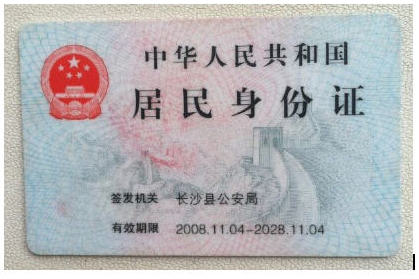 中华人民共和国
居民身份证
签发机关 长沙县公安局
有效期限 2008.11.04-2028.11.04